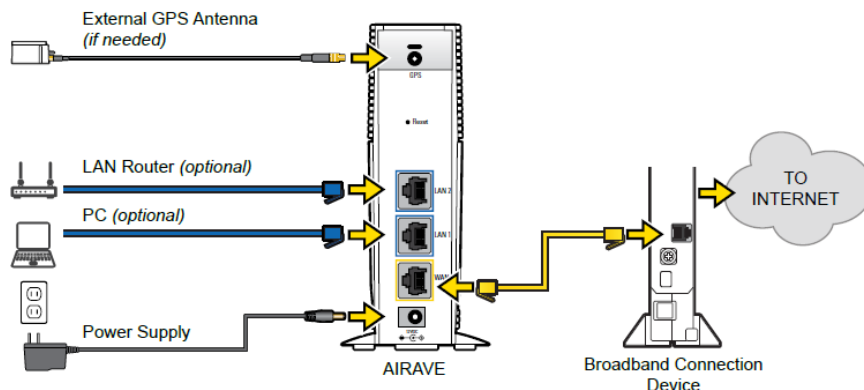 External GPS Antenna
(if needed)
GPS
Reset
LAN Router (optional)
LAN 2
PC (optional)
LAN 1
TO
INTERNET
WAN
Power Supply
12VDC
AIRAVE
Broadband Connection
Device